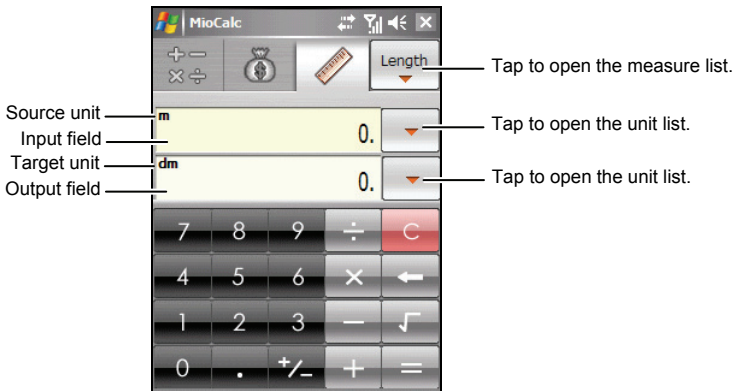 MioCalc
Length
Tap to open the measure list.
Source unit
m
Tap to open the unit list.
Input field
0.
Target unit
dm
Tap to open the unit list.
Output field
0.
7 8 9 ÷ C
4 5 6 × ←
1 2 3 − √
0 . +/− + =